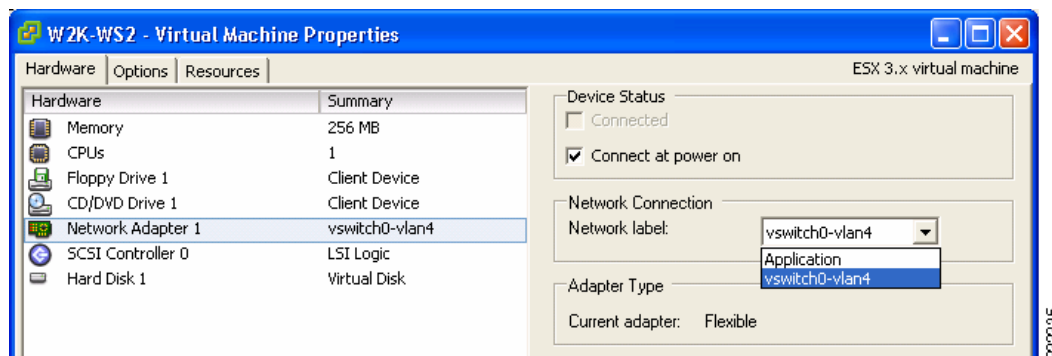 W2K-WS2 - Virtual Machine Properties
Hardware Options Resources ESX 3.x virtual machine
Hardware Summary
Memory 256 MB
CPUs 1
Floppy Drive 1 Client Device
CD/DVD Drive 1 Client Device
Network Adapter 1 vswitch0-vlan4
SCSI Controller 0 LSI Logic
Hard Disk 1 Virtual Disk
Device Status
Connected
Connect at power on
Network Connection
Network label: vswitch0-vlan4
Application
vswitch0-vlan4
Adapter Type
Current adapter: Flexible